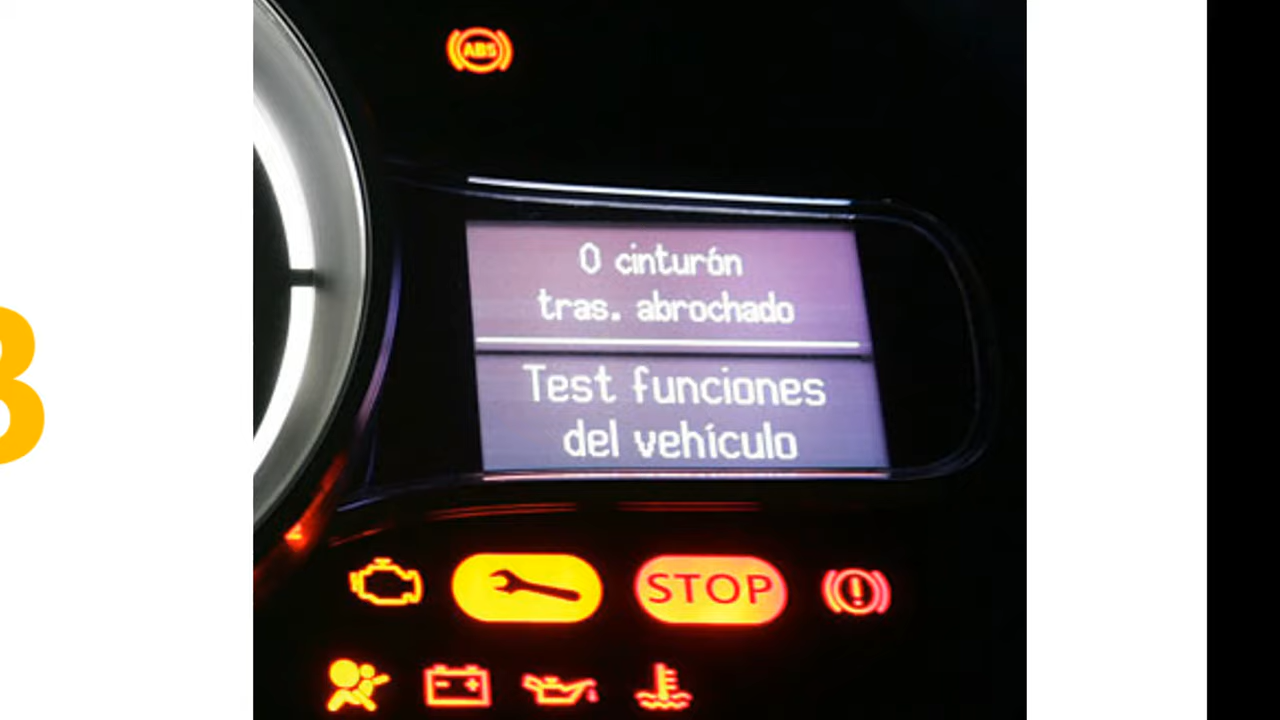 ABS
0 cinturón
tras. abrochado
Test funciones
del vehículo
STOP